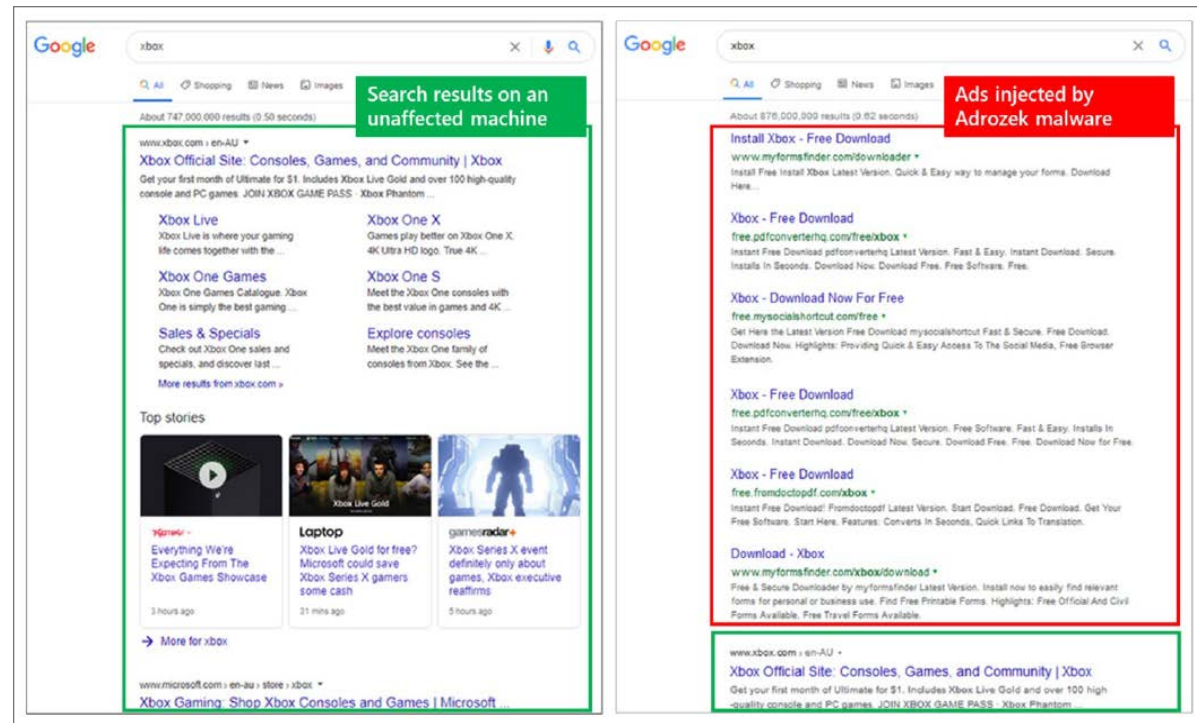 Google
xbox
All Shopping News Images
Search results on an
unaffected machine
About 747,000,000 results (0.50 seconds)
www.xbox.com › en-AU
Xbox Official Site: Consoles, Games, and Community | Xbox
Get your first month of Ultimate for $1. Includes Xbox Live Gold and over 100 high-quality
console and PC games. JOIN XBOX GAME PASS · Xbox Phantom ...
Xbox Live
Xbox Live is where your gaming
life comes together with the ...
Xbox One X
Games play better on Xbox One X.
4K Ultra HD logo. True 4K ...
Xbox One Games
Xbox One Games Catalogue. Xbox
One is simply the best gaming ...
Xbox One S
Meet the Xbox One consoles with
the best value in games and 4K ...
Sales & Specials
Check out Xbox One sales and
specials, and discover last ...
Explore consoles
Meet the Xbox One family of
consoles from Xbox. See the ...
More results from xbox.com »
Top stories
Xbox Live Gold
Everything We're
Expecting From The
Xbox Games Showcase
3 hours ago
Laptop
Xbox Live Gold for free?
Microsoft could save
Xbox Series X gamers
some cash
21 mins ago
gamesradar+
Xbox Series X event
definitely only about
games, Xbox executive
reaffirms
5 hours ago
→ More for xbox
www.microsoft.com › en-au › store › xbox
Xbox Gaming: Shop Xbox Consoles and Games | Microsoft ...
Google
xbox
All Shopping News Images
Ads injected by
Adrozek malware
About 876,000,000 results (0.62 seconds)
Install Xbox - Free Download
www.myformsfinder.com/downloader
Install Free Install Xbox Latest Version. Quick & Easy way to manage your forms. Download
Here...
Xbox - Free Download
free.pdfconverterhq.com/free/xbox
Instant Free Download pdfconverterhq Latest Version. Fast & Easy. Instant Download. Secure.
Installs In Seconds. Download Now. Download Free. Free Software. Free.
Xbox - Download Now For Free
free.mysocialshortcut.com/free
Get Here the Latest Version Free Download mysocialshortcut Fast & Secure. Free Download.
Download Now. Highlights: Providing Quick & Easy Access To The Social Media, Free Browser
Extension.
Xbox - Free Download
free.pdfconverterhq.com/free/xbox
Instant Free Download pdfconverterhq Latest Version. Free Software. Fast & Easy. Installs In
Seconds. Instant Download. Download Now. Secure. Download Free. Free. Download Now for Free.
Xbox - Free Download
free.fromdoctopdf.com/xbox
Instant Free Download! Fromdoctopdf Latest Version. Start Download. Free Download. Get Your
Free Software. Start Here. Features: Converts In Seconds, Quick Links To Translation.
Download - Xbox
www.myformsfinder.com/xbox/download
Free & Secure Downloader by myformsfinder Latest Version. Install now to easily find relevant
forms for personal or business use. Find Free Printable Forms. Highlights: Free Official And Civil
Forms Available, Free Travel Forms Available.
www.xbox.com › en-AU
Xbox Official Site: Consoles, Games, and Community | Xbox
Get your first month of Ultimate for $1. Includes Xbox Live Gold and over 100 high
-quality console and PC games. JOIN XBOX GAME PASS · Xbox Phantom ...